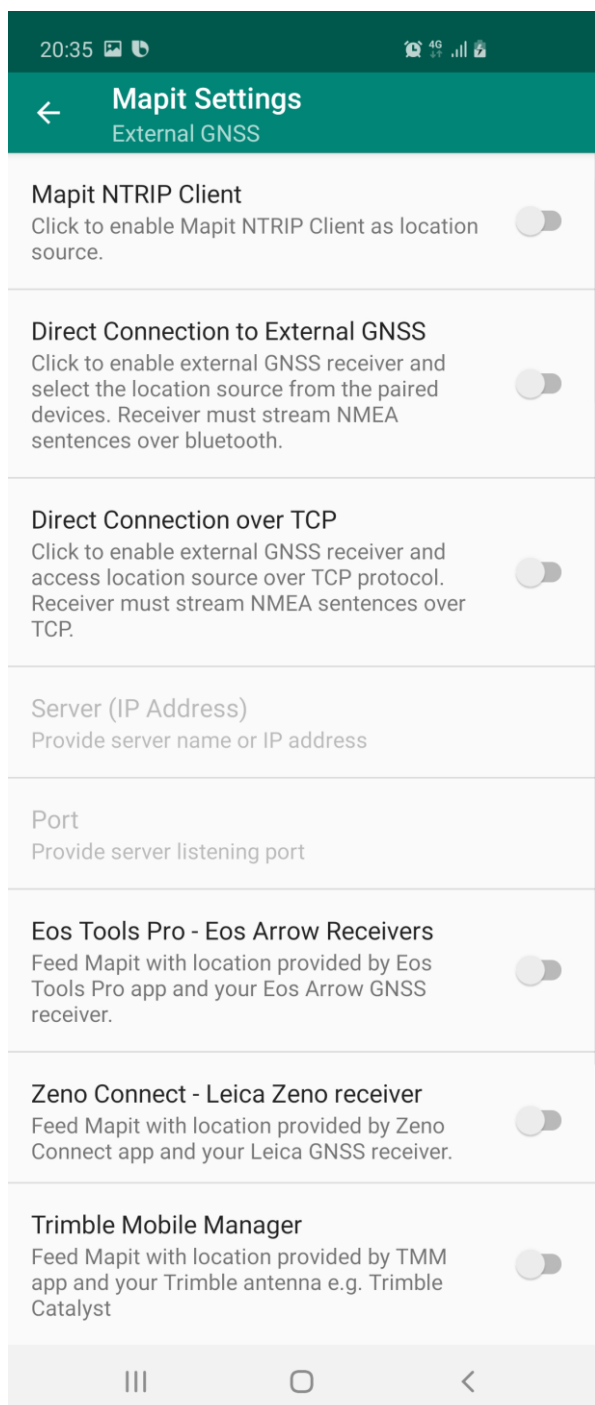 20:35 4G
Mapit Settings
External GNSS
Mapit NTRIP Client
Click to enable Mapit NTRIP Client as location
source.
Direct Connection to External GNSS
Click to enable external GNSS receiver and
select the location source from the paired
devices. Receiver must stream NMEA
sentences over bluetooth.
Direct Connection over TCP
Click to enable external GNSS receiver and
access location source over TCP protocol.
Receiver must stream NMEA sentences over
TCP.
Server (IP Address)
Provide server name or IP address
Port
Provide server listening port
Eos Tools Pro - Eos Arrow Receivers
Feed Mapit with location provided by Eos
Tools Pro app and your Eos Arrow GNSS
receiver.
Zeno Connect - Leica Zeno receiver
Feed Mapit with location provided by Zeno
Connect app and your Leica GNSS receiver.
Trimble Mobile Manager
Feed Mapit with location provided by TMM
app and your Trimble antenna e.g. Trimble
Catalyst